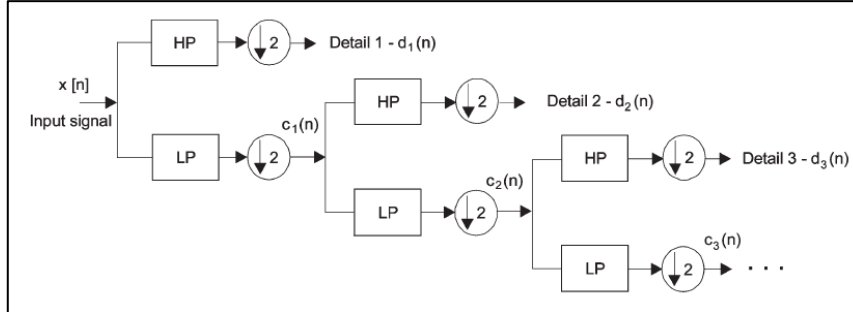 HP
↓ 2
Detail 1 - d₁(n)
x [n]
Input signal
LP
↓ 2
c₁(n)
HP
↓ 2
Detail 2 - d₂(n)
LP
↓ 2
c₂(n)
HP
↓ 2
Detail 3 - d₃(n)
LP
↓ 2
c₃(n)
. . .